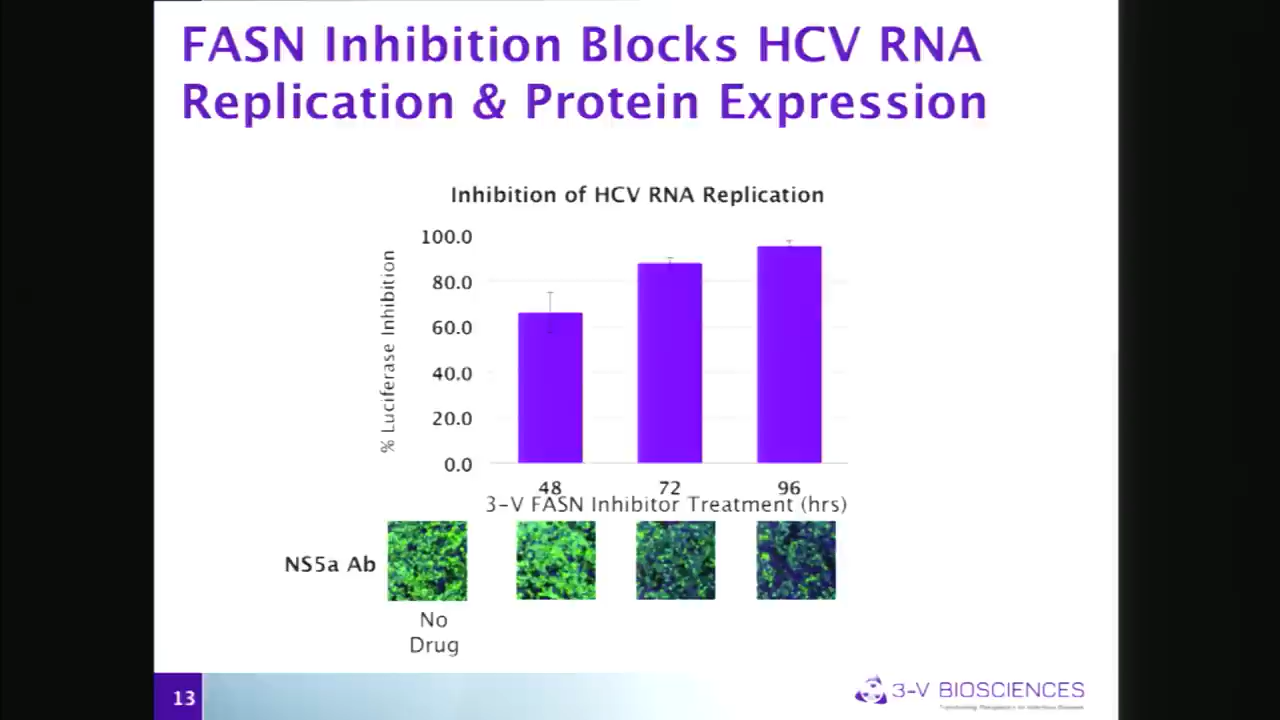 FASN Inhibition Blocks HCV RNA
Replication & Protein Expression
Inhibition of HCV RNA Replication
% Luciferase Inhibition
100.0
80.0
60.0
40.0
20.0
0.0
48 72 96
3-V FASN Inhibitor Treatment (hrs)
NS5a Ab
No
Drug
13
3-V BIOSCIENCES